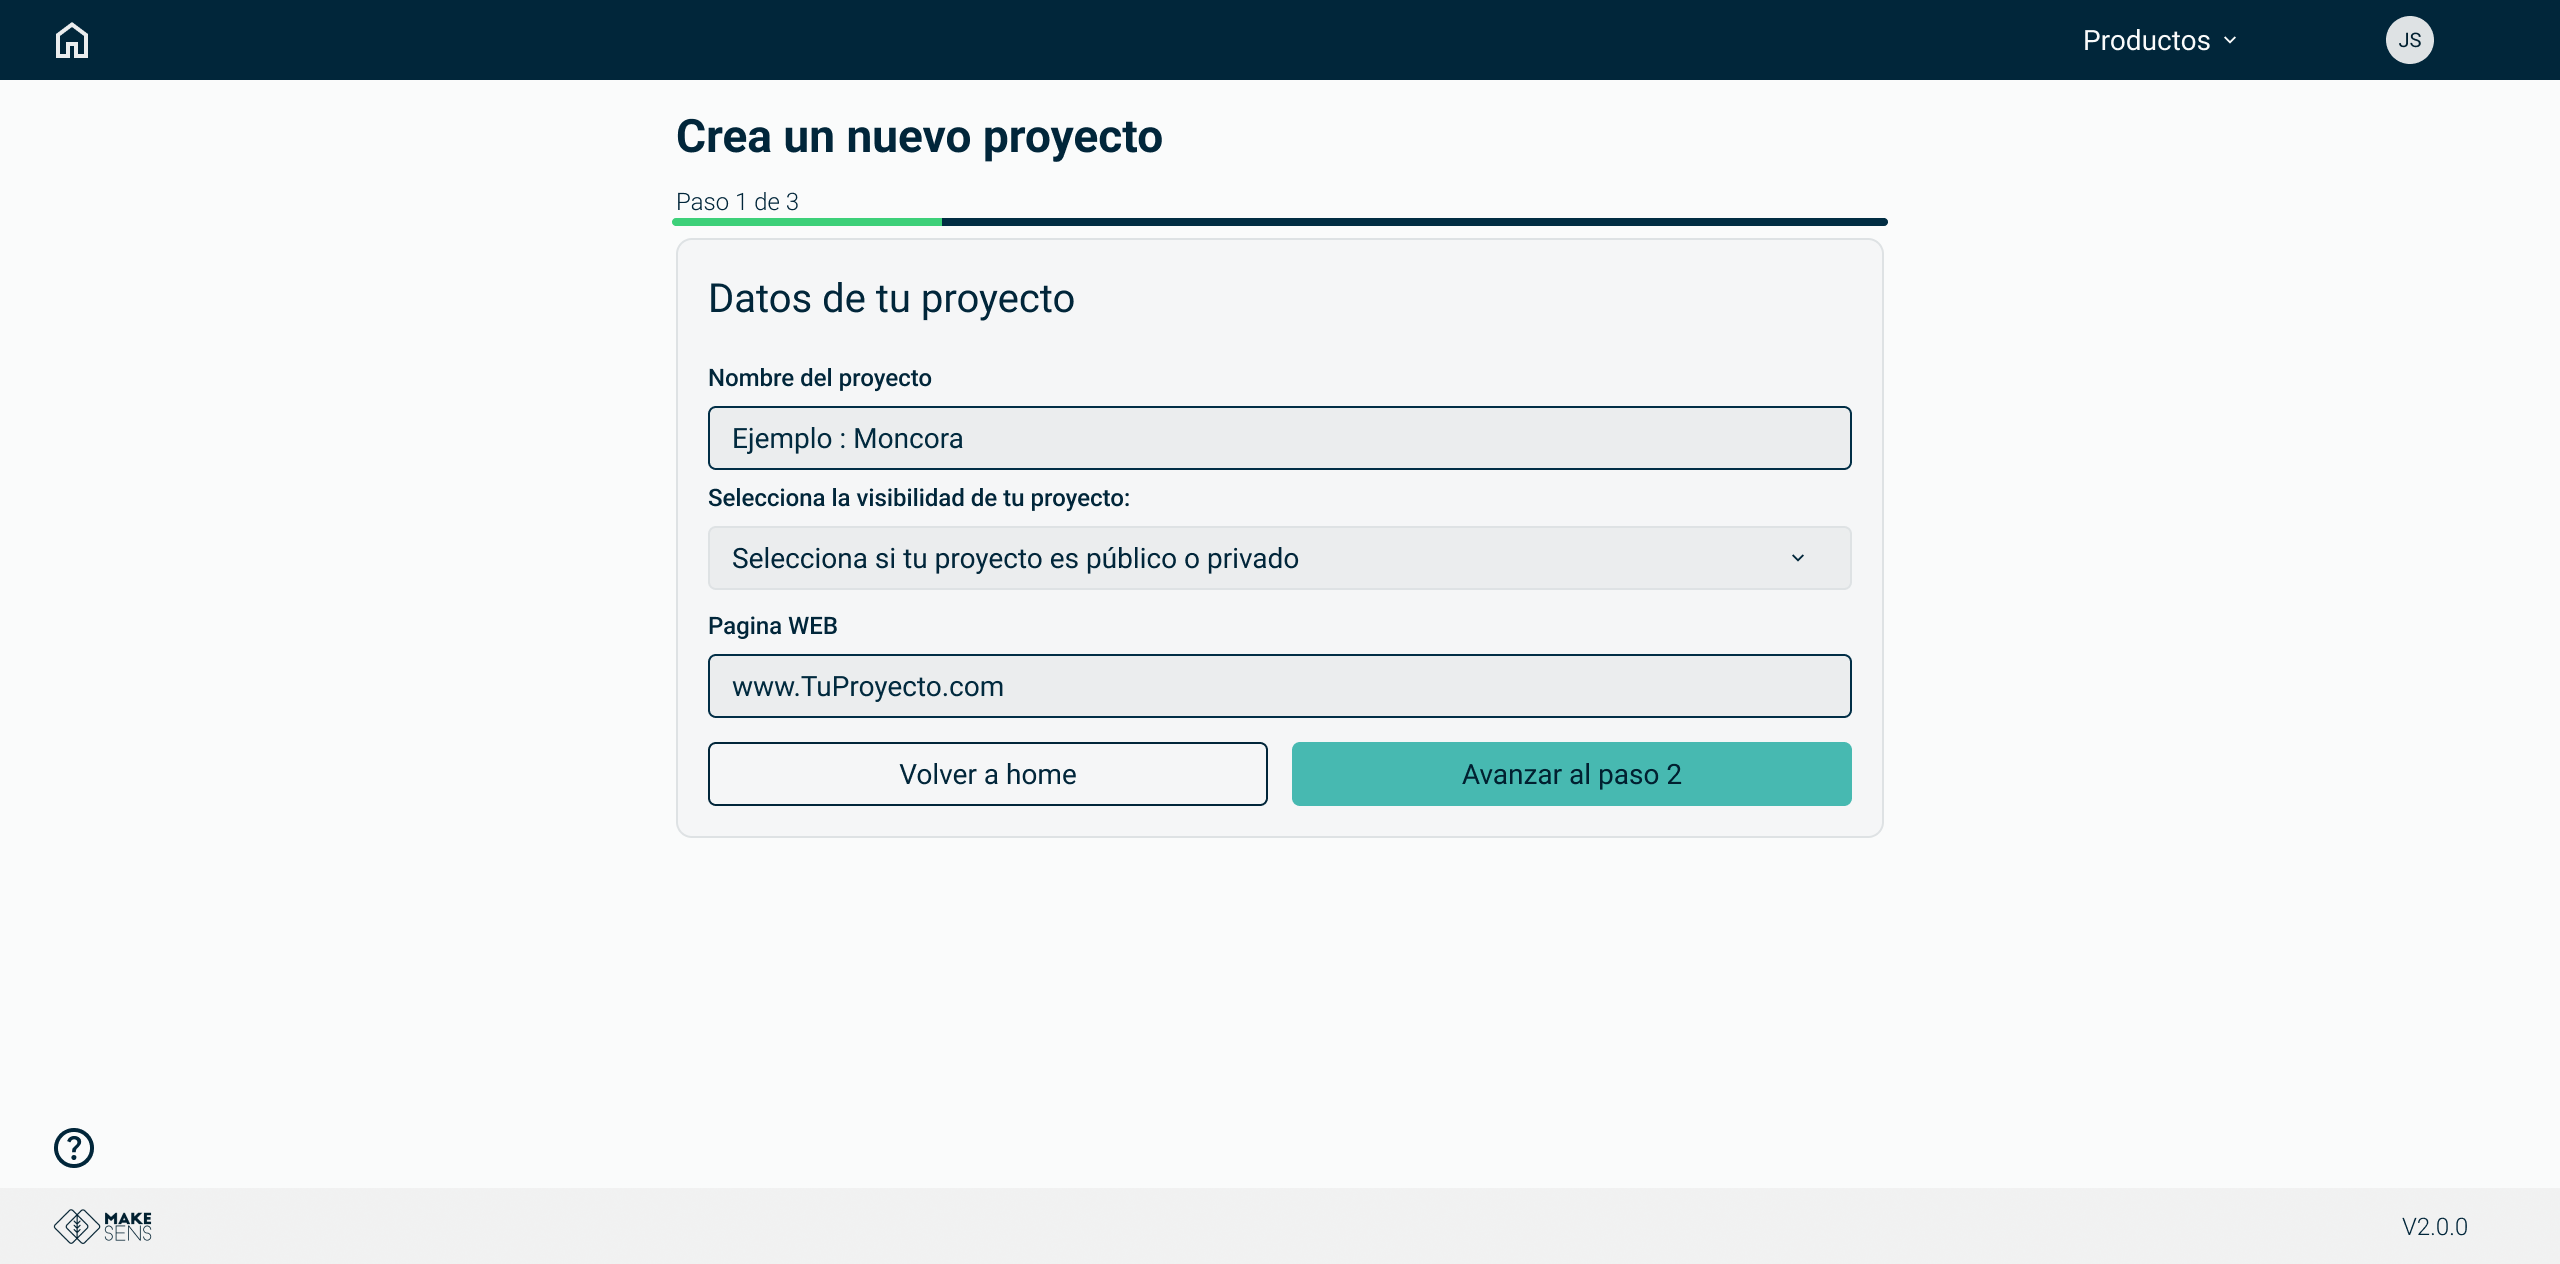 Productos
JS
Crea un nuevo proyecto
Paso 1 de 3
Datos de tu proyecto
Nombre del proyecto
Ejemplo : Moncora
Selecciona la visibilidad de tu proyecto:
Selecciona si tu proyecto es público o privado
Pagina WEB
www.TuProyecto.com
Volver a home
Avanzar al paso 2
?
MAKE
SENS
V2.0.0